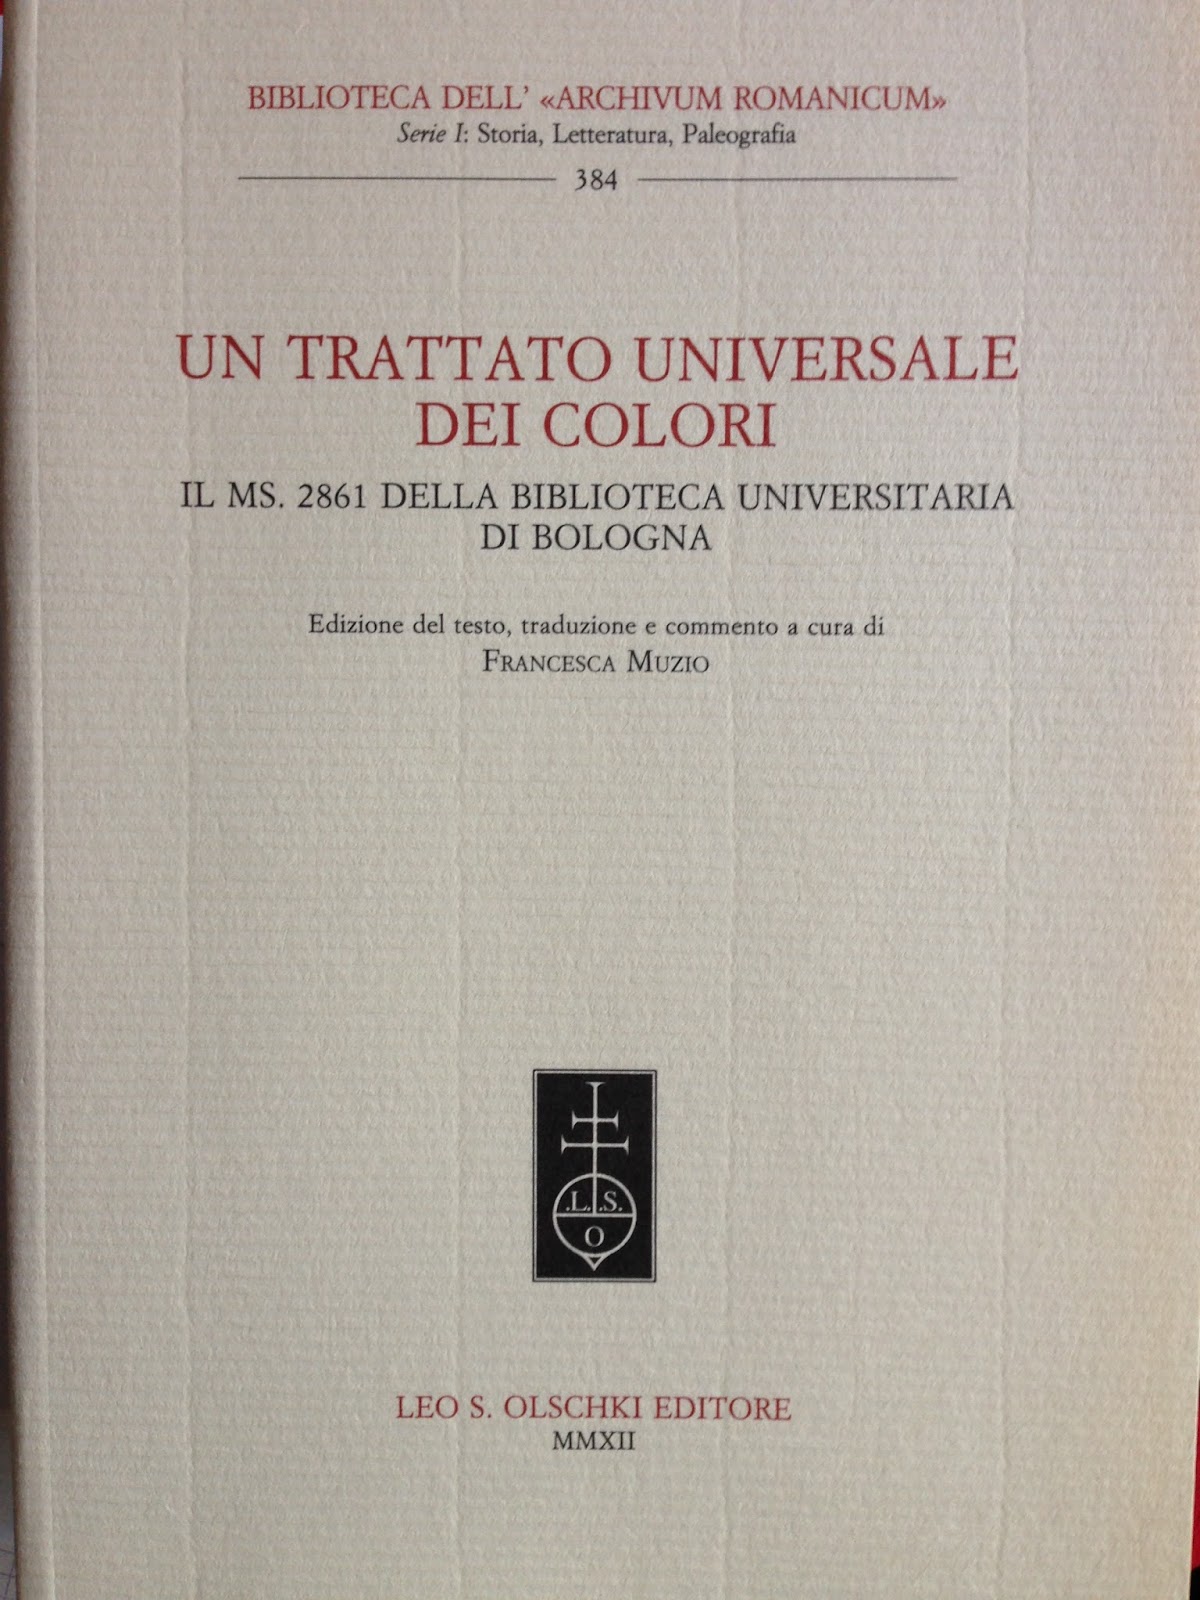 BIBLIOTECA DELL' «ARCHIVUM ROMANICUM»
Serie I: Storia, Letteratura, Paleografia
384
UN TRATTATO UNIVERSALE
DEI COLORI
IL MS. 2861 DELLA BIBLIOTECA UNIVERSITARIA
DI BOLOGNA
Edizione del testo, traduzione e commento a cura di
FRANCESCA MUZIO
.L. .S.
O
LEO S. OLSCHKI EDITORE
MMXII